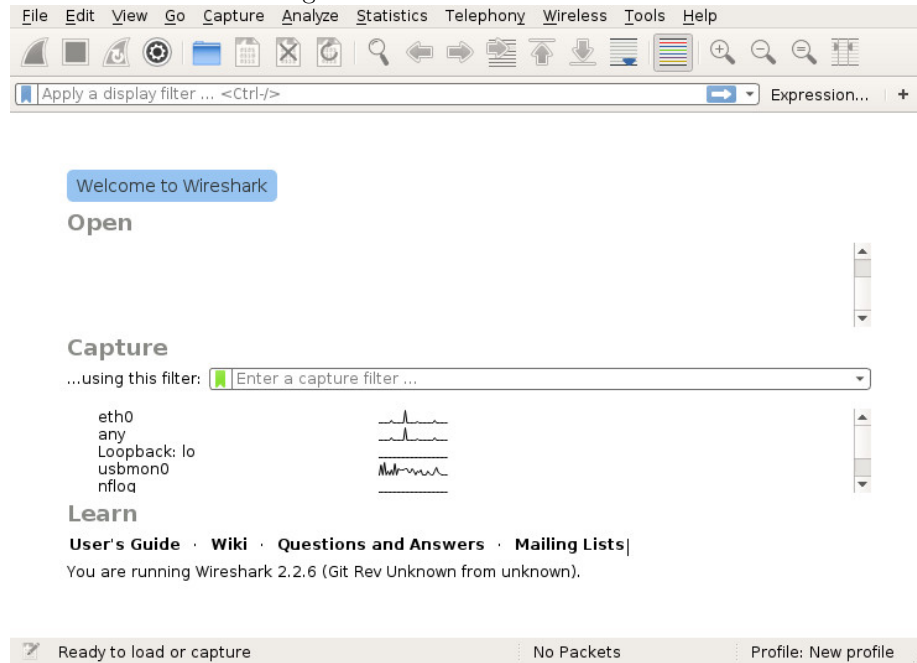 File Edit View Go Capture Analyze Statistics Telephony Wireless Tools Help
Apply a display filter ... <Ctrl-/> Expression... +
Welcome to Wireshark
Open
Capture
...using this filter: Enter a capture filter ...
eth0
any
Loopback: lo
usbmon0
nflog
Learn
User's Guide · Wiki · Questions and Answers · Mailing Lists
You are running Wireshark 2.2.6 (Git Rev Unknown from unknown).
Ready to load or capture No Packets Profile: New profile